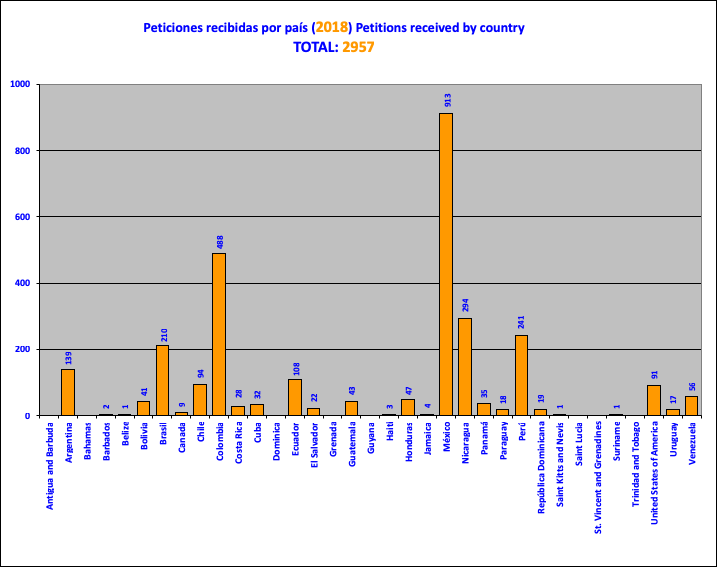 Peticiones recibidas por país (2018) Petitions received by country
TOTAL: 2957
1000
800
600
400
200
0
139
2
1
41
210
9
94
488
28
32
108
22
43
3
47
4
913
294
35
18
241
19
1
1
91
17
56
Antigua and Barbuda
Argentina
Bahamas
Barbados
Belize
Bolivia
Brasil
Canada
Chile
Colombia
Costa Rica
Cuba
Dominica
Ecuador
El Salvador
Grenada
Guatemala
Guyana
Haití
Honduras
Jamaica
México
Nicaragua
Panamá
Paraguay
Perú
República Dominicana
Saint Kitts and Nevis
Saint Lucia
St. Vincent and Grenadines
Suriname
Trinidad and Tobago
United States of America
Uruguay
Venezuela